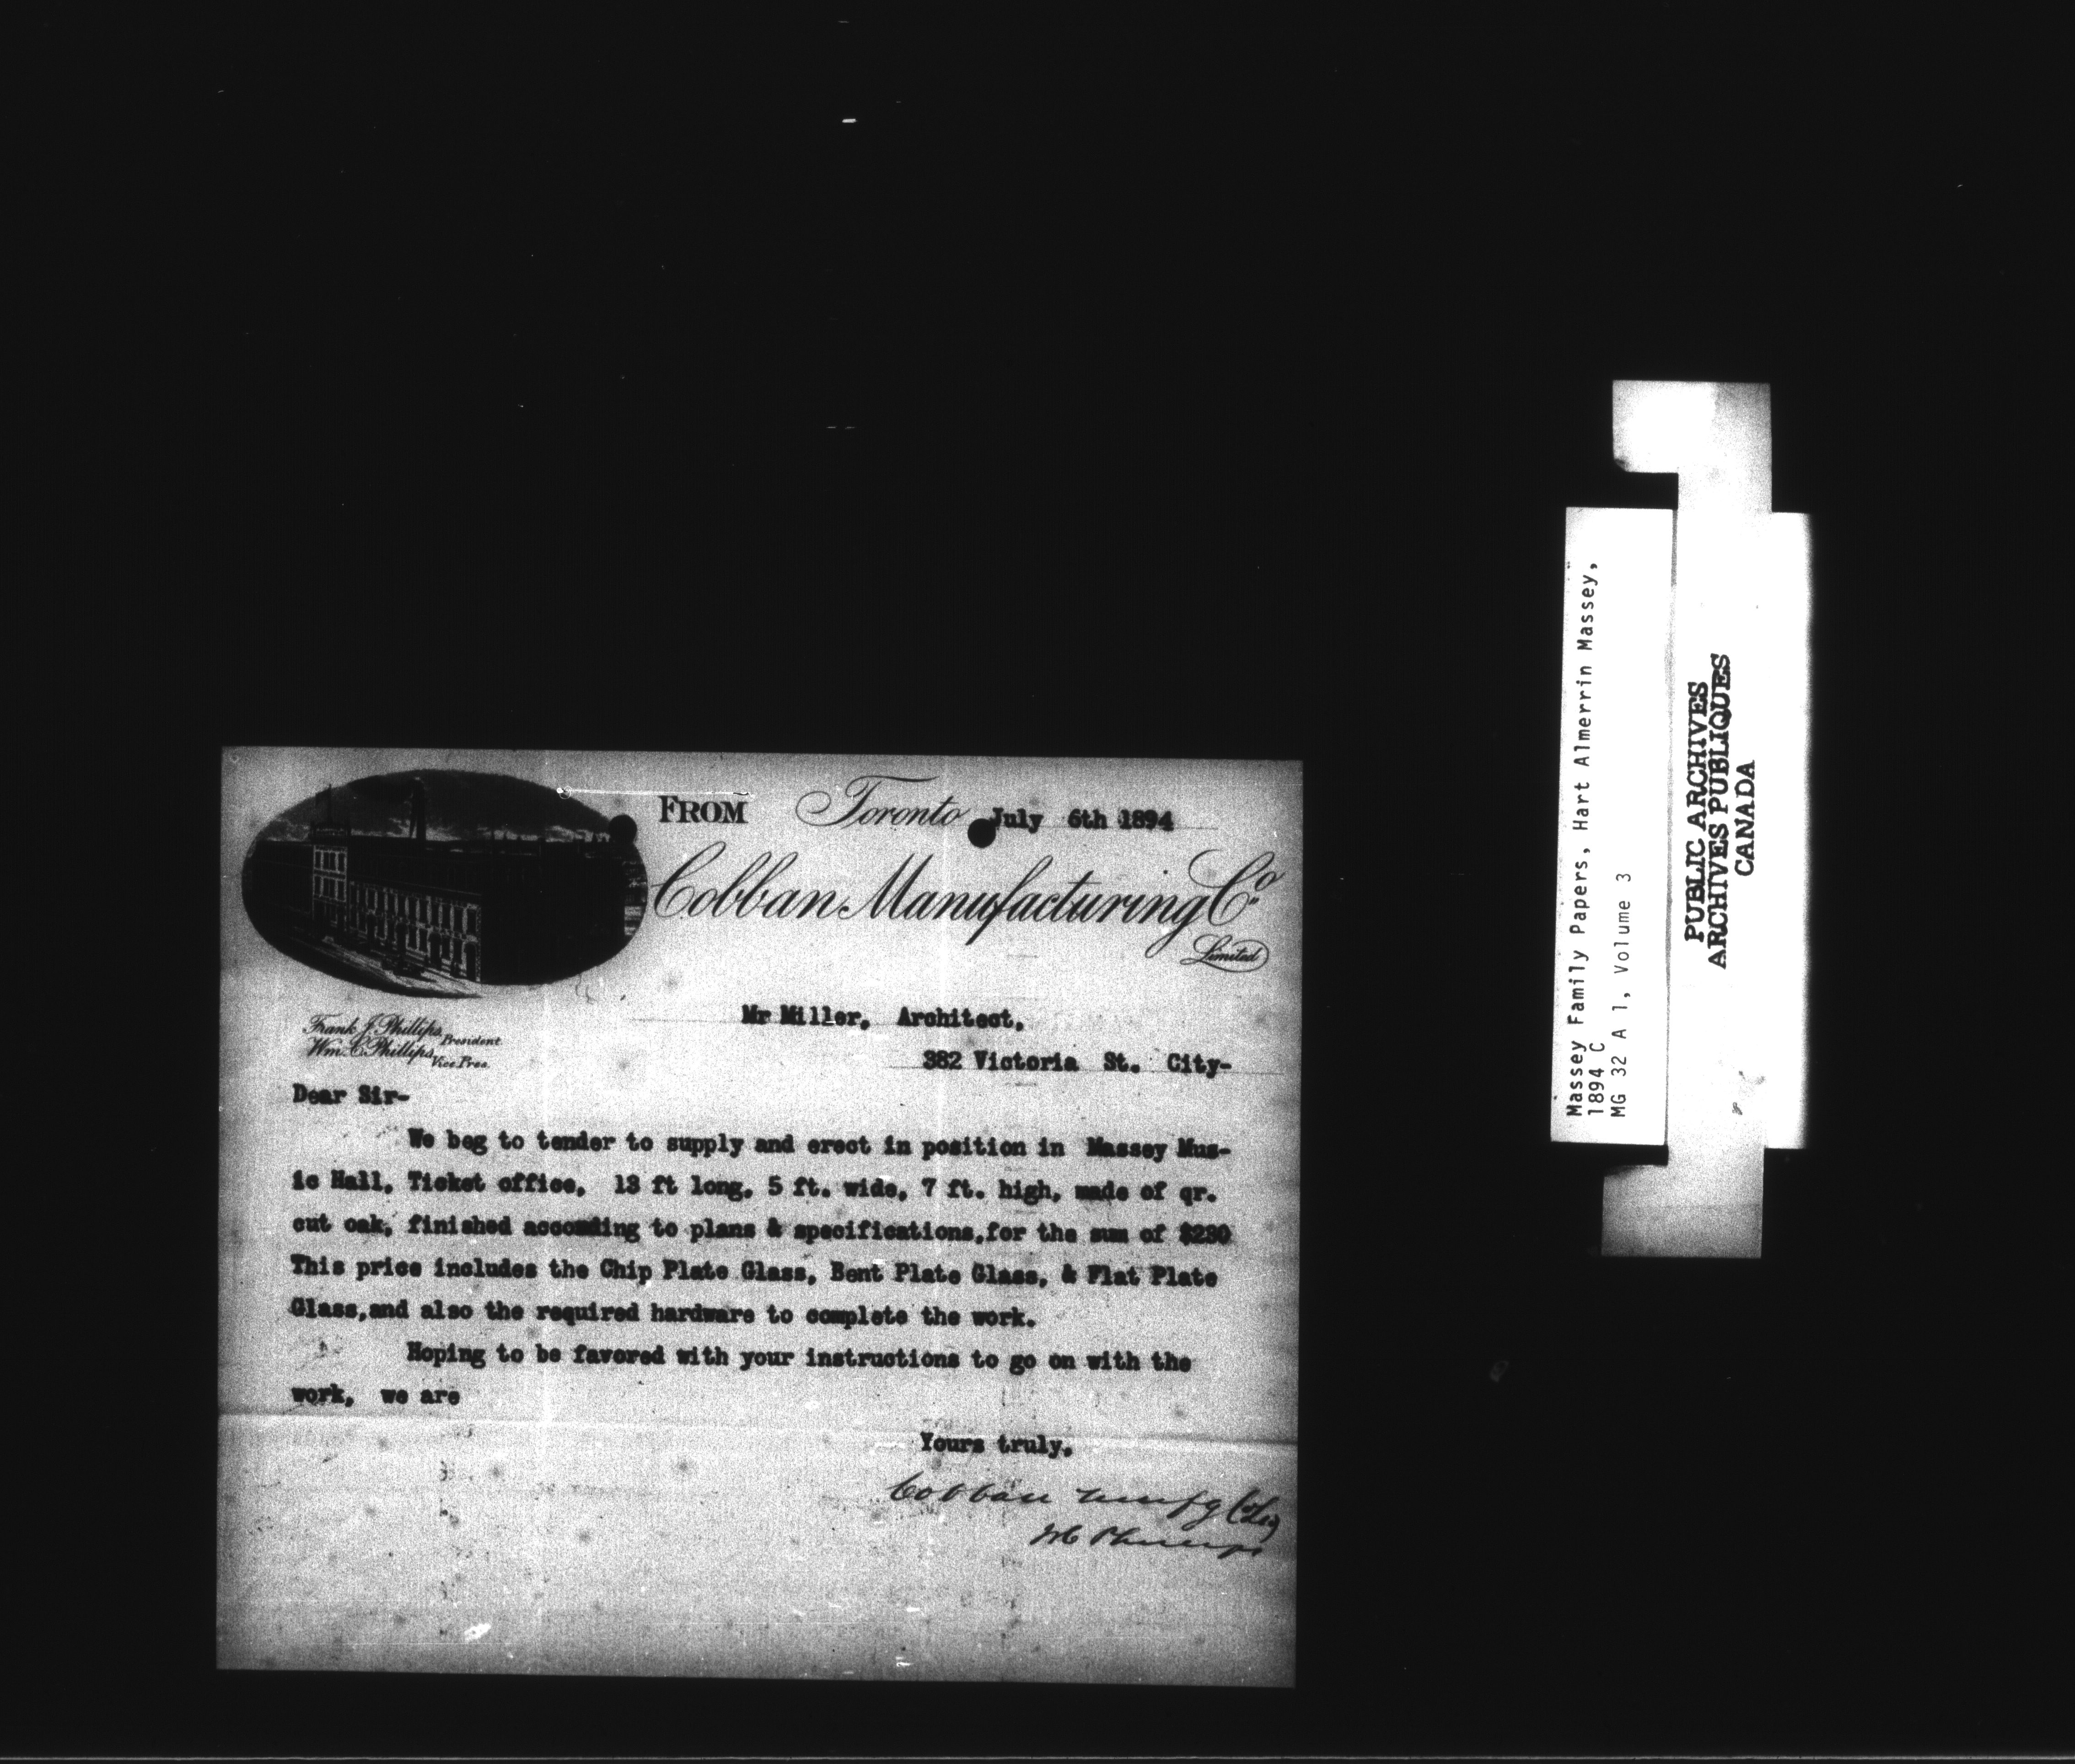 FROM Toronto July 6th 1894
Cobban Manufacturing Co
Limited
Frank J. Phillips, President.
Wm. C. Phillips, Vice Pres.
Mr Miller, Architect,
382 Victoria St. City-
Dear Sir-
We beg to tender to supply and erect in position in Massey Mus-
ic Hall, Ticket office, 13 ft long, 5 ft. wide, 7 ft. high, made of qr.
cut oak, finished according to plans & specifications, for the sum of $230
This price includes the Chip Plate Glass, Bent Plate Glass, & Flat Plate
Glass, and also the required hardware to complete the work.
Hoping to be favored with your instructions to go on with the
work, we are
Yours truly,
Cobban Manfg Co Ld
WC Phillips
Massey Family Papers, Hart Almerrin Massey,
1894 C
MG 32 A 1, Volume 3
PUBLIC ARCHIVES
ARCHIVES PUBLIQUES
CANADA